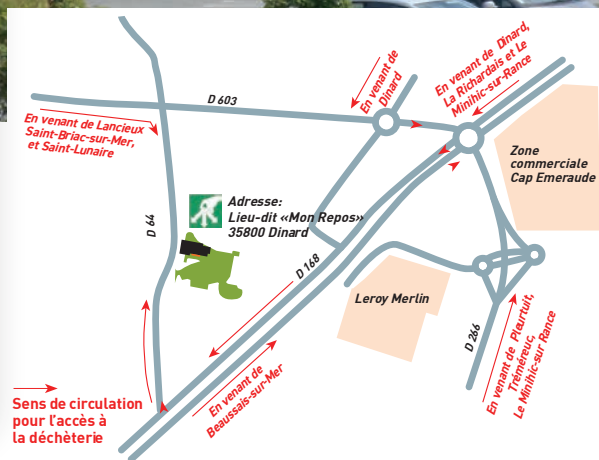 En venant de
Dinard
En venant de Dinard,
La Richardais et Le
Minihic-sur-Rance
D 603
En venant de Lancieux
Saint-Briac-sur-Mer,
et Saint-Lunaire
Zone
commerciale
Cap Emeraude
Adresse:
Lieu-dit «Mon Repos»
35800 Dinard
D 64
D 168
Leroy Merlin
D 266
En venant de Pleurtuit,
Tréméreuc,
Le Minihic-sur Rance
En venant de
Beaussais-sur-Mer
Sens de circulation
pour l'accès à
la déchèterie